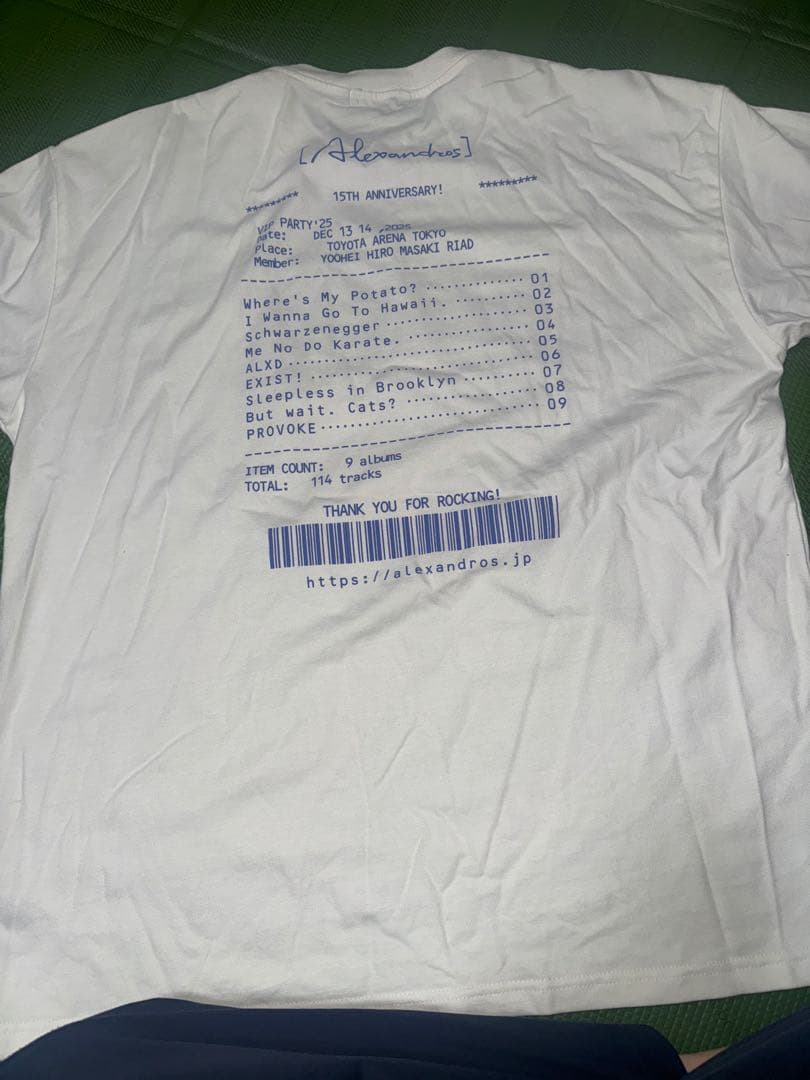 [Alexandros]
********* 15TH ANNIVERSARY! *********
VIP PARTY'25
Date: DEC 13 14 ,2025
Place: TOYOTA ARENA TOKYO
Member: YOOHEI HIRO MASAKI RIAD
Where's My Potato? 01
I Wanna Go To Hawaii. 02
Schwarzenegger 03
Me No Do Karate. 04
ALXD 05
EXIST! 06
Sleepless in Brooklyn 07
But wait. Cats? 08
PROVOKE 09
ITEM COUNT: 9 albums
TOTAL: 114 tracks
THANK YOU FOR ROCKING!
https://alexandros.jp